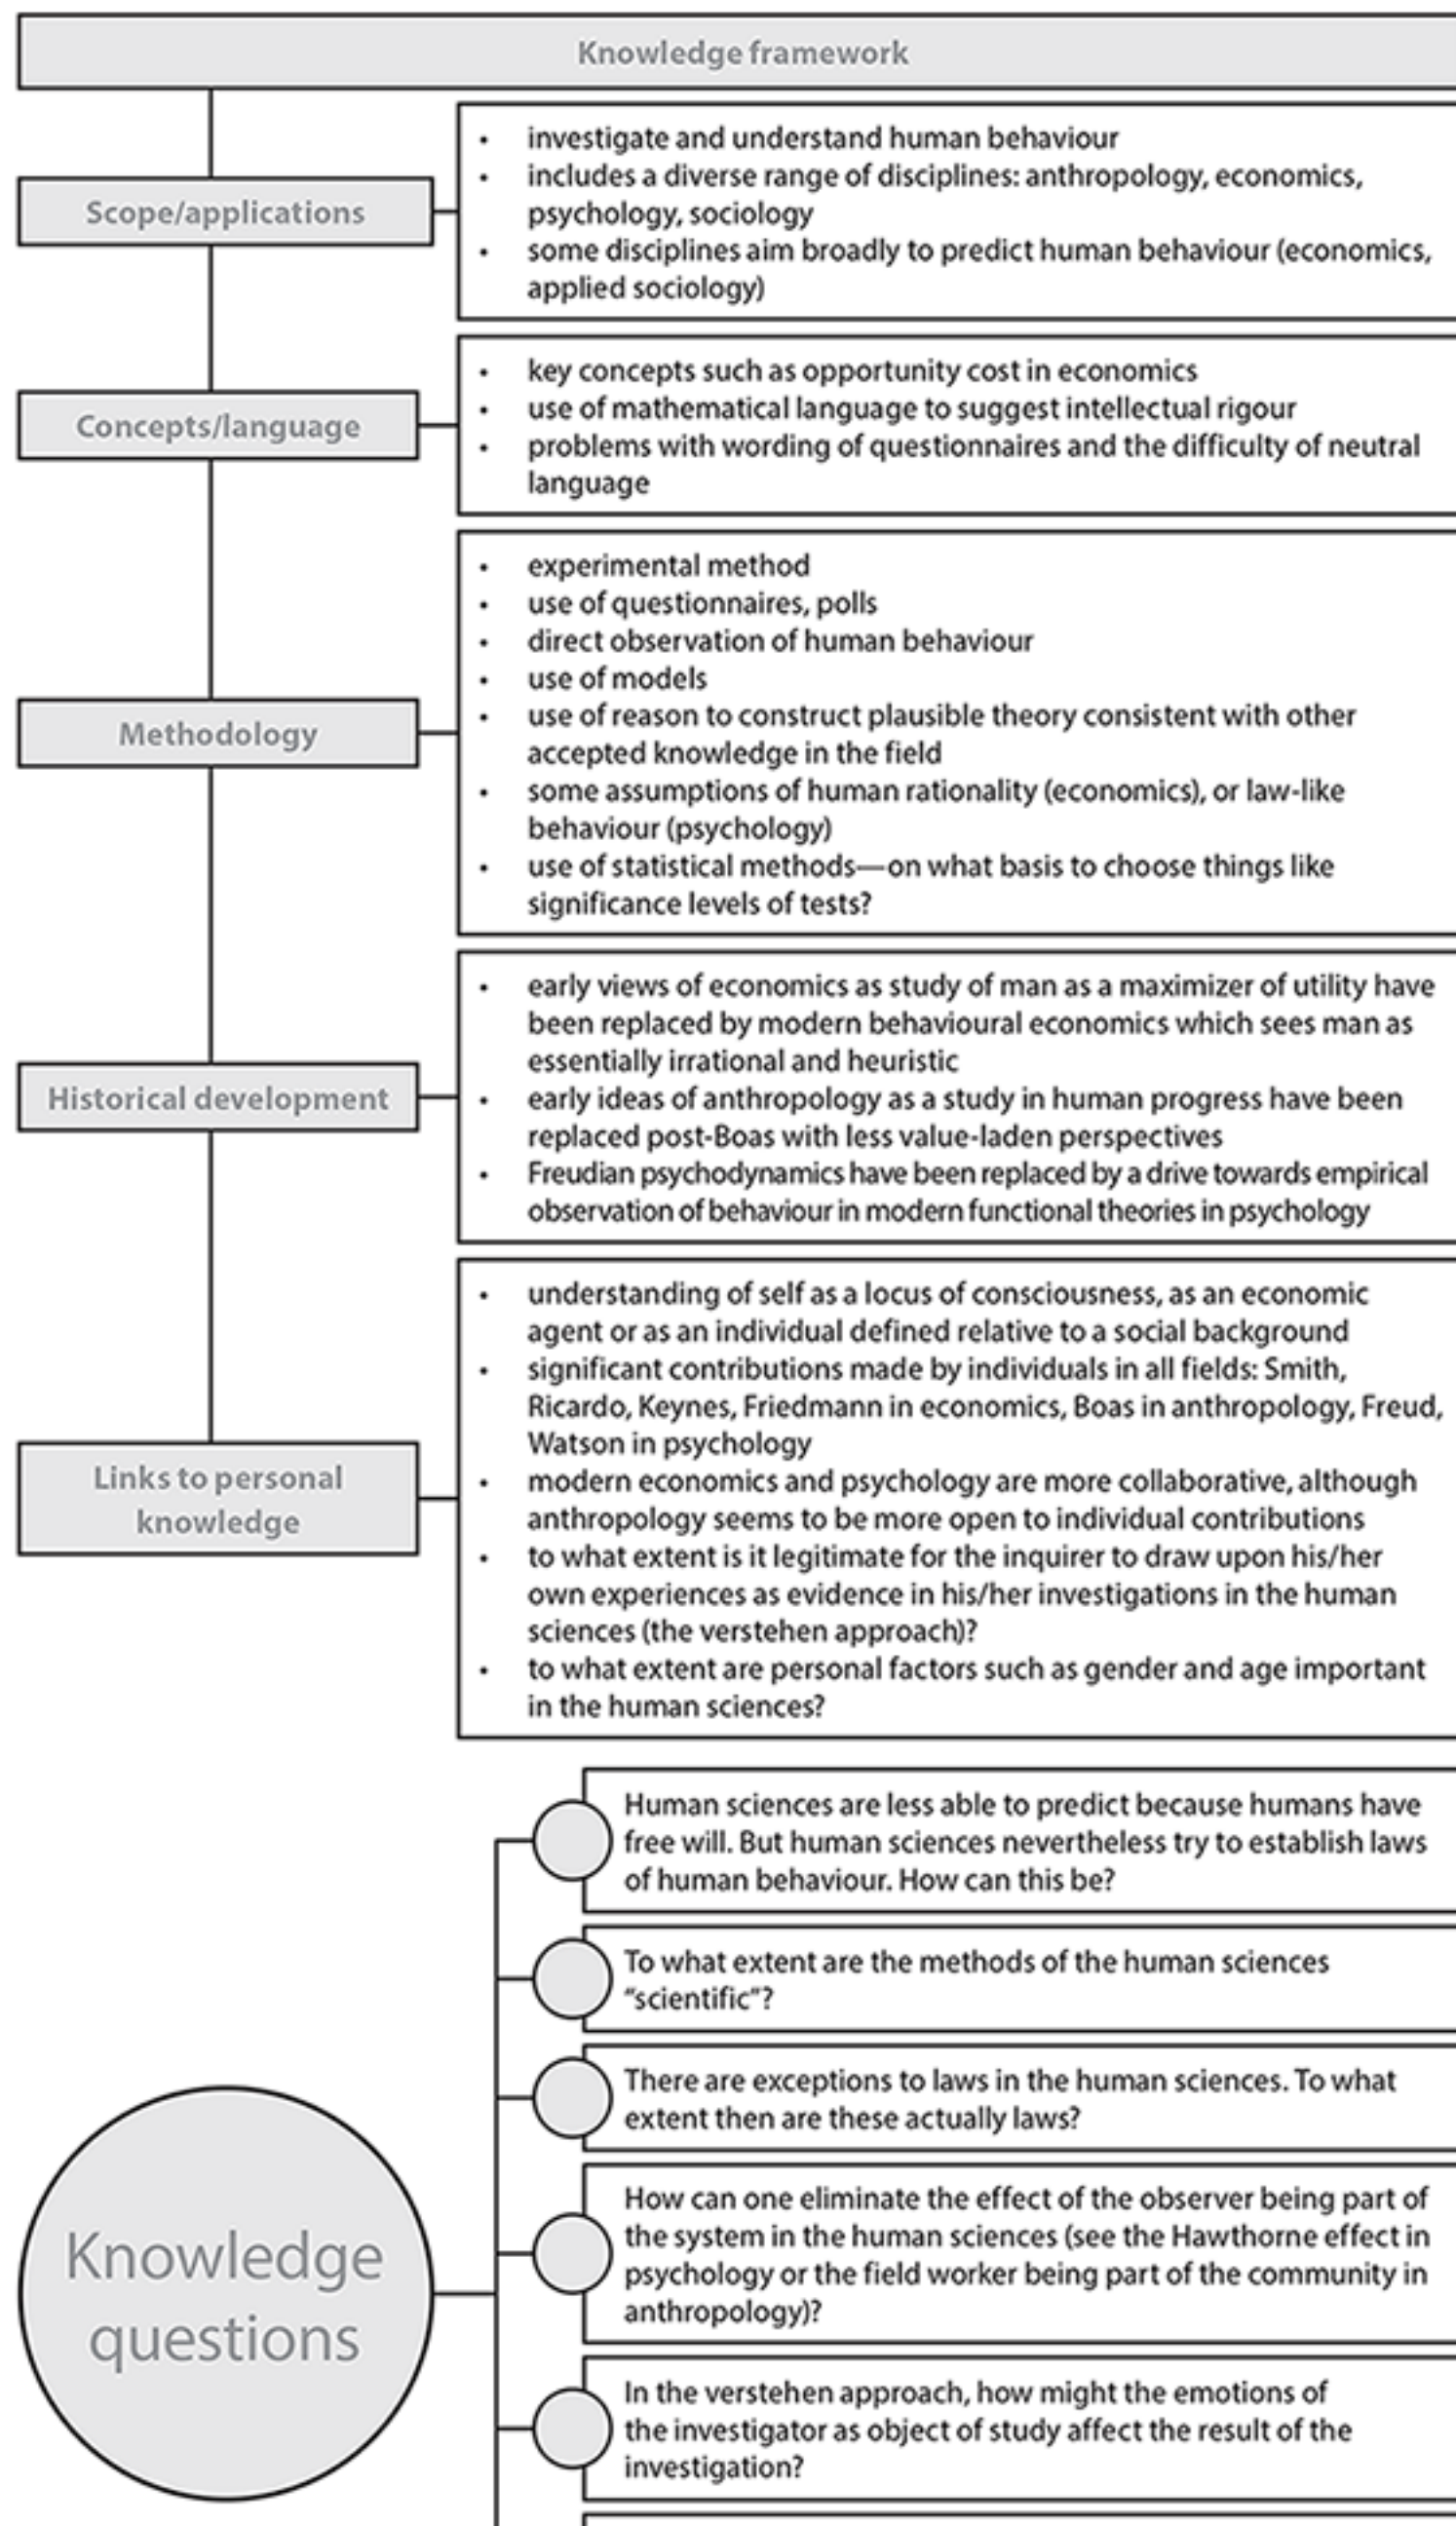 Knowledge framework
Scope/applications
• investigate and understand human behaviour
• includes a diverse range of disciplines: anthropology, economics,
psychology, sociology
• some disciplines aim broadly to predict human behaviour (economics,
applied sociology)
Concepts/language
• key concepts such as opportunity cost in economics
• use of mathematical language to suggest intellectual rigour
• problems with wording of questionnaires and the difficulty of neutral
language
Methodology
• experimental method
• use of questionnaires, polls
• direct observation of human behaviour
• use of models
• use of reason to construct plausible theory consistent with other
accepted knowledge in the field
• some assumptions of human rationality (economics), or law-like
behaviour (psychology)
• use of statistical methods—on what basis to choose things like
significance levels of tests?
Historical development
• early views of economics as study of man as a maximizer of utility have
been replaced by modern behavioural economics which sees man as
essentially irrational and heuristic
• early ideas of anthropology as a study in human progress have been
replaced post-Boas with less value-laden perspectives
• Freudian psychodynamics have been replaced by a drive towards empirical
observation of behaviour in modern functional theories in psychology
Links to personal
knowledge
• understanding of self as a locus of consciousness, as an economic
agent or as an individual defined relative to a social background
• significant contributions made by individuals in all fields: Smith,
Ricardo, Keynes, Friedmann in economics, Boas in anthropology, Freud,
Watson in psychology
• modern economics and psychology are more collaborative, although
anthropology seems to be more open to individual contributions
• to what extent is it legitimate for the inquirer to draw upon his/her
own experiences as evidence in his/her investigations in the human
sciences (the verstehen approach)?
• to what extent are personal factors such as gender and age important
in the human sciences?
Knowledge
questions
Human sciences are less able to predict because humans have
free will. But human sciences nevertheless try to establish laws
of human behaviour. How can this be?
To what extent are the methods of the human sciences
“scientific”?
There are exceptions to laws in the human sciences. To what
extent then are these actually laws?
How can one eliminate the effect of the observer being part of
the system in the human sciences (see the Hawthorne effect in
psychology or the field worker being part of the community in
anthropology)?
In the verstehen approach, how might the emotions of
the investigator as object of study affect the result of the
investigation?